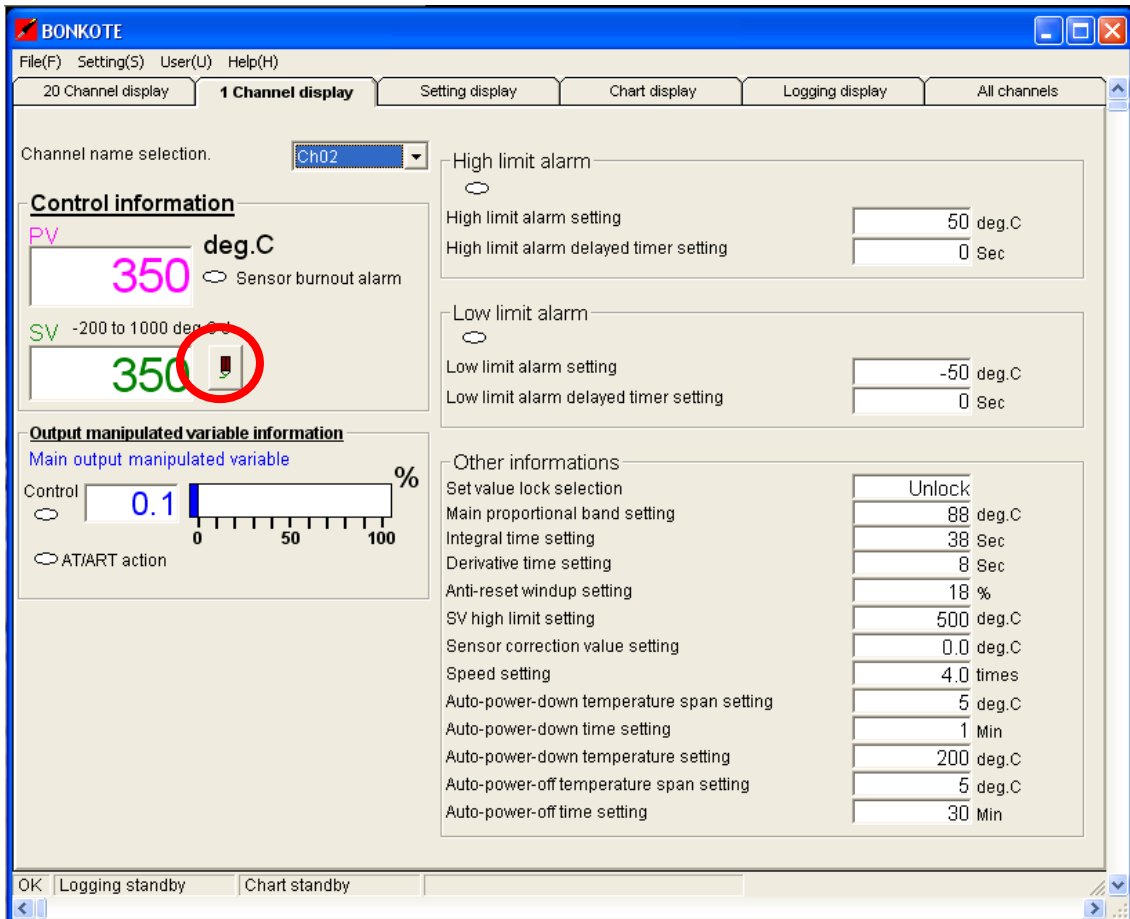 BONKOTE
File(F) Setting(S) User(U) Help(H)
20 Channel display 1 Channel display Setting display Chart display Logging display All channels
Channel name selection. Ch02
Control information
PV
deg.C
350
Sensor burnout alarm
SV -200 to 1000
350
Output manipulated variable information
Main output manipulated variable
Control 0.1 %
0 50 100
AT/ART action
High limit alarm
High limit alarm setting 50 deg.C
High limit alarm delayed timer setting 0 Sec
Low limit alarm
Low limit alarm setting -50 deg.C
Low limit alarm delayed timer setting 0 Sec
Other informations
Set value lock selection Unlock
Main proportional band setting 88 deg.C
Integral time setting 38 Sec
Derivative time setting 8 Sec
Anti-reset windup setting 18 %
SV high limit setting 500 deg.C
Sensor correction value setting 0.0 deg.C
Speed setting 4.0 times
Auto-power-down temperature span setting 5 deg.C
Auto-power-down time setting 1 Min
Auto-power-down temperature setting 200 deg.C
Auto-power-off temperature span setting 5 deg.C
Auto-power-off time setting 30 Min
OK Logging standby Chart standby